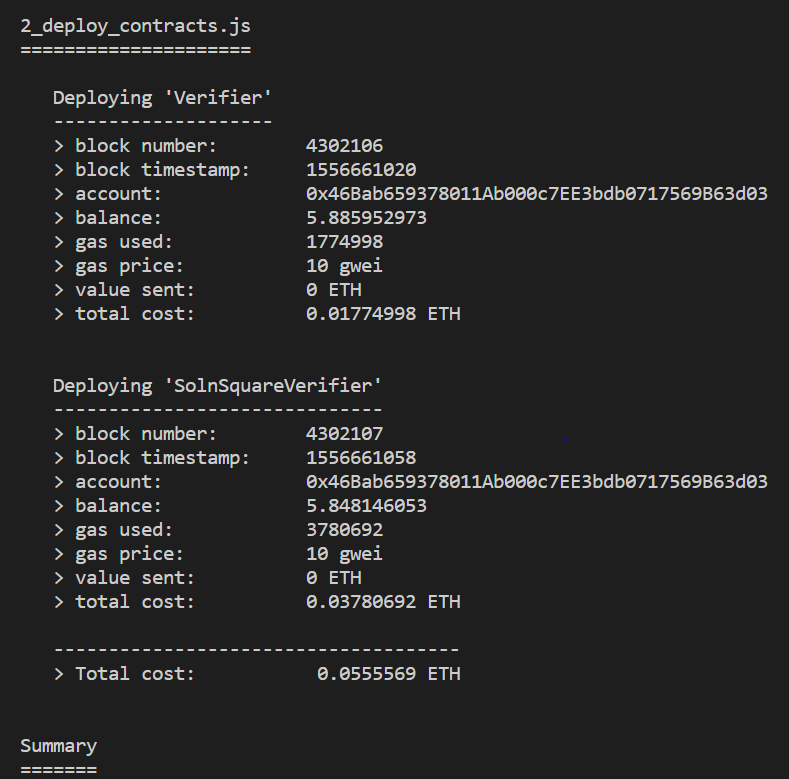 2_deploy_contracts.js
=====================
Deploying 'Verifier'
--------------------
> block number: 4302106
> block timestamp: 1556661020
> account: 0x46Bab659378011Ab000c7EE3bdb0717569B63d03
> balance: 5.885952973
> gas used: 1774998
> gas price: 10 gwei
> value sent: 0 ETH
> total cost: 0.01774998 ETH
Deploying 'SolnSquareVerifier'
------------------------------
> block number: 4302107
> block timestamp: 1556661058
> account: 0x46Bab659378011Ab000c7EE3bdb0717569B63d03
> balance: 5.848146053
> gas used: 3780692
> gas price: 10 gwei
> value sent: 0 ETH
> total cost: 0.03780692 ETH
-------------------------------------
> Total cost: 0.0555569 ETH
Summary
=======